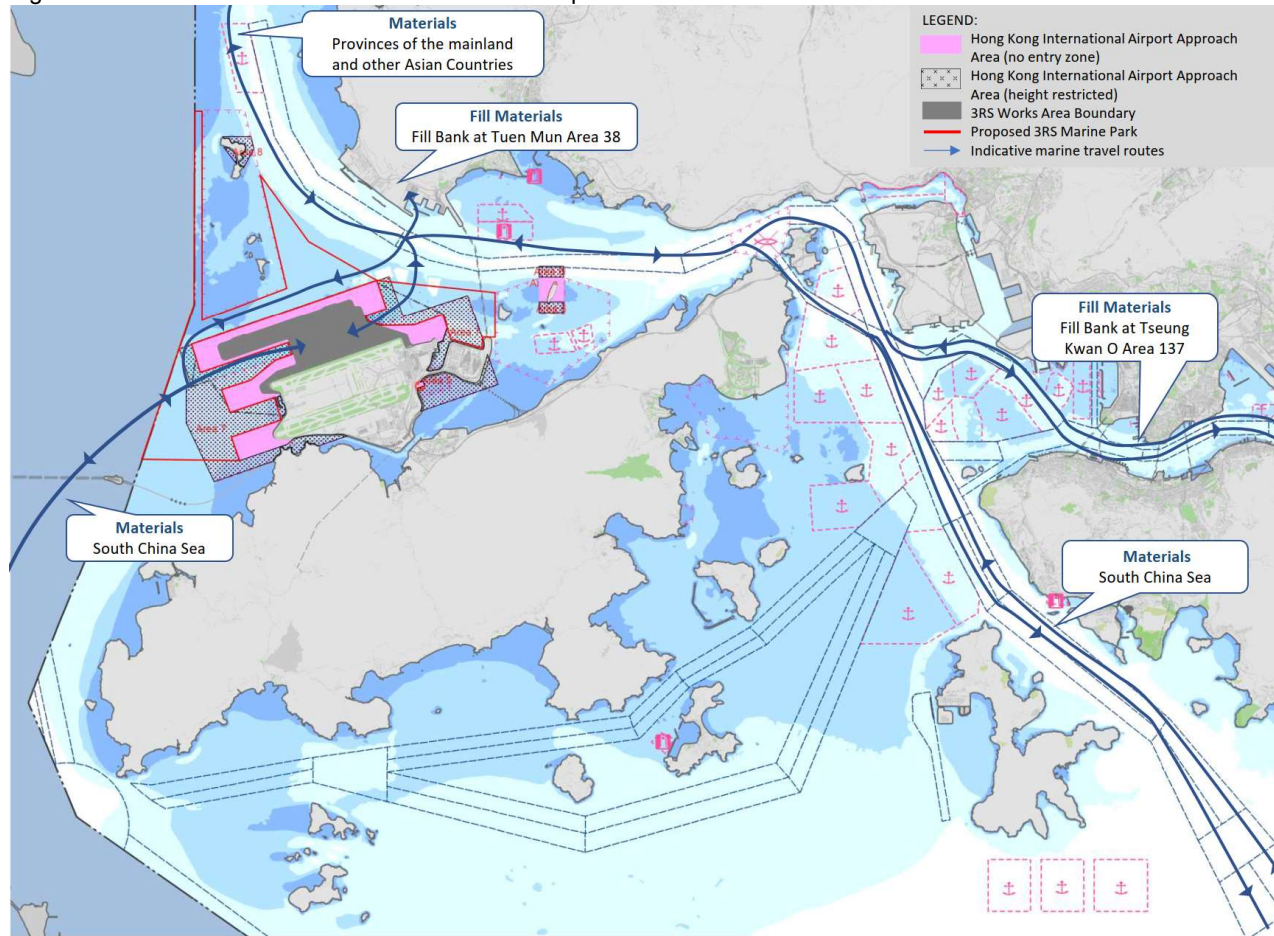 Materials
Provinces of the mainland
and other Asian Countries
LEGEND:
Hong Kong International Airport Approach
Area (no entry zone)
Hong Kong International Airport Approach
Area (height restricted)
3RS Works Area Boundary
Proposed 3RS Marine Park
Indicative marine travel routes
Fill Materials
Fill Bank at Tuen Mun Area 38
Fill Materials
Fill Bank at Tseung
Kwan O Area 137
Materials
South China Sea
Materials
South China Sea